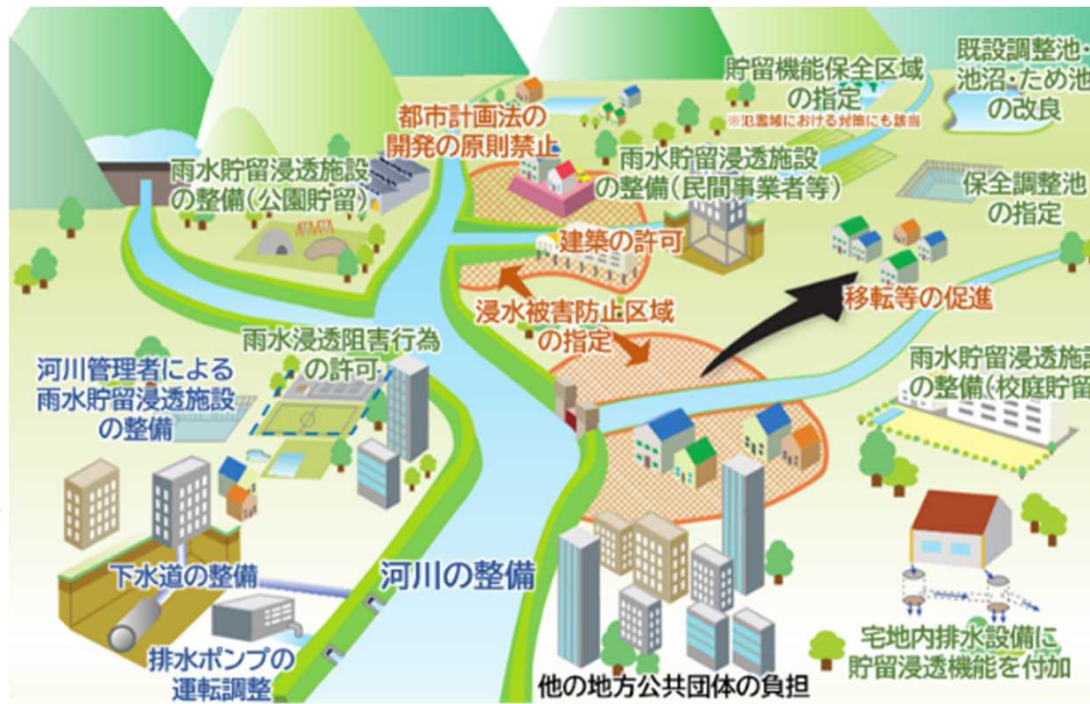 既設調整池・
池沼・ため池
の改良
貯留機能保全区域
の指定
※氾濫域における対策にも該当
都市計画法の
開発の原則禁止
雨水貯留浸透施設
の整備(公園貯留)
雨水貯留浸透施設
の整備(民間事業者等)
保全調整池
の指定
建築の許可
移転等の促進
浸水被害防止区域
の指定
雨水浸透阻害行為
の許可
河川管理者による
雨水貯留浸透施設
の整備
雨水貯留浸透施設
の整備(校庭貯留
下水道の整備
河川の整備
排水ポンプの
運転調整
宅地内排水設備に
貯留浸透機能を付加
他の地方公共団体の負担